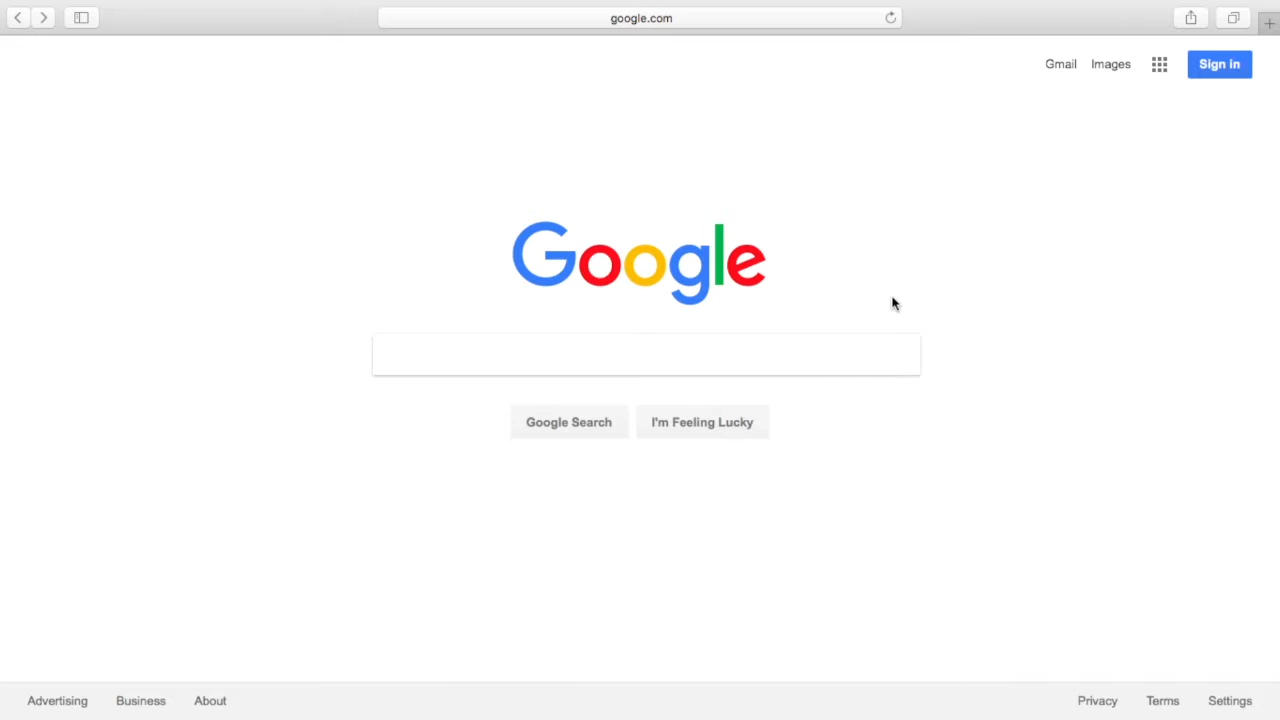 google.com
Gmail Images Sign in
Google
Google Search I'm Feeling Lucky
Advertising Business About Privacy Terms Settings